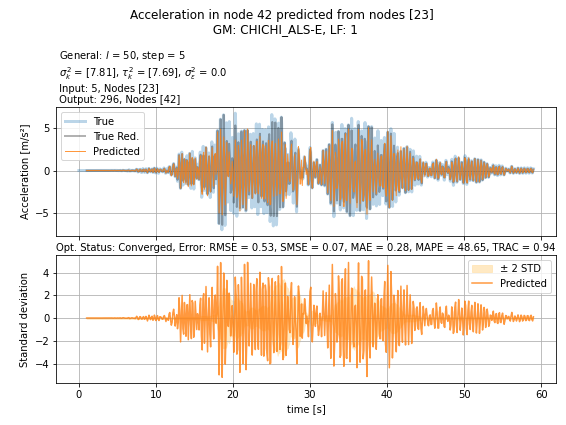 Acceleration in node 42 predicted from nodes [23]
GM: CHICHI_ALS-E, LF: 1
General: l = 50, step = 5
σ²ₖ = [7.81], τ²ₖ = [7.69], σ²ε = 0.0
Input: 5, Nodes [23]
Output: 296, Nodes [42]
True
True Red.
Predicted
5
0
−5
Acceleration [m/s²]
Opt. Status: Converged, Error: RMSE = 0.53, SMSE = 0.07, MAE = 0.28, MAPE = 48.65, TRAC = 0.94
± 2 STD
Predicted
4
2
0
−2
−4
Standard deviation
0 10 20 30 40 50 60
time [s]